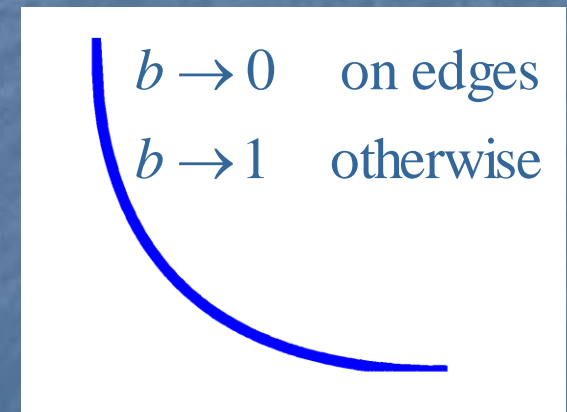 b → 0 on edges
b → 1 otherwise